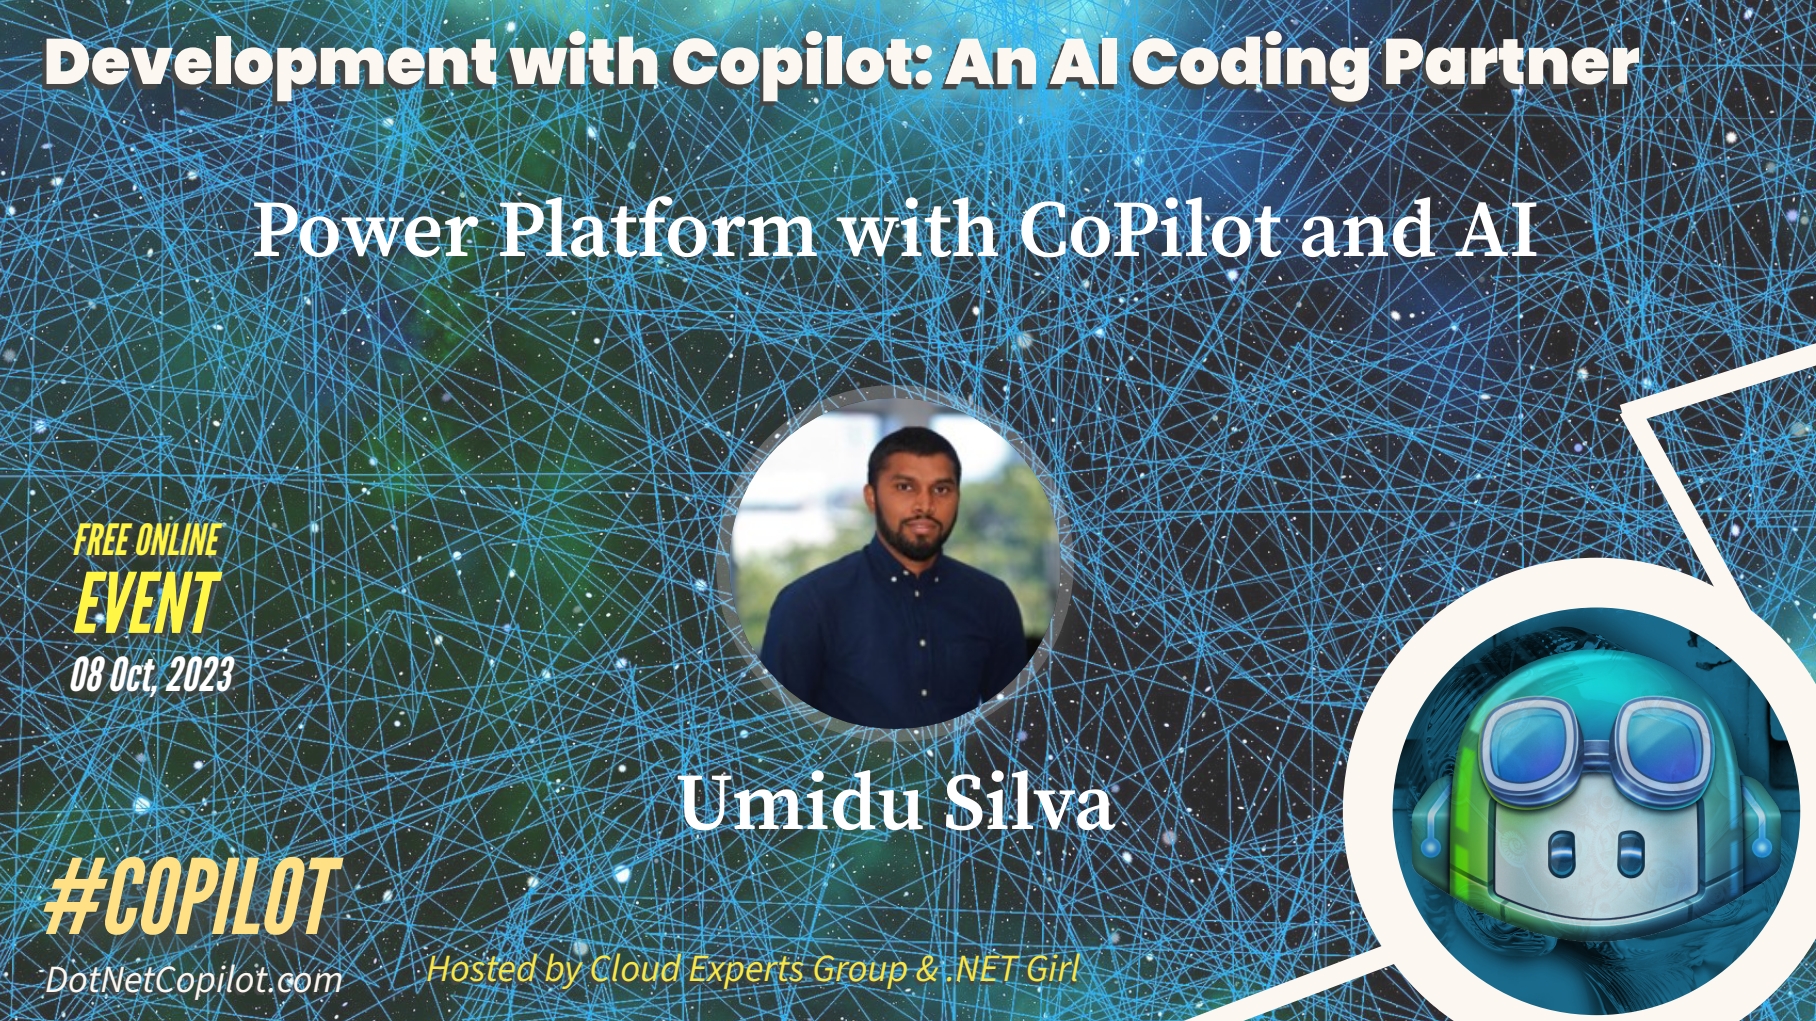 Development with Copilot: An AI Coding Partner
Power Platform with CoPilot and AI
FREE ONLINE
EVENT
08 Oct, 2023
Umidu Silva
#COPILOT
DotNetCopilot.com
Hosted by Cloud Experts Group & .NET Girl